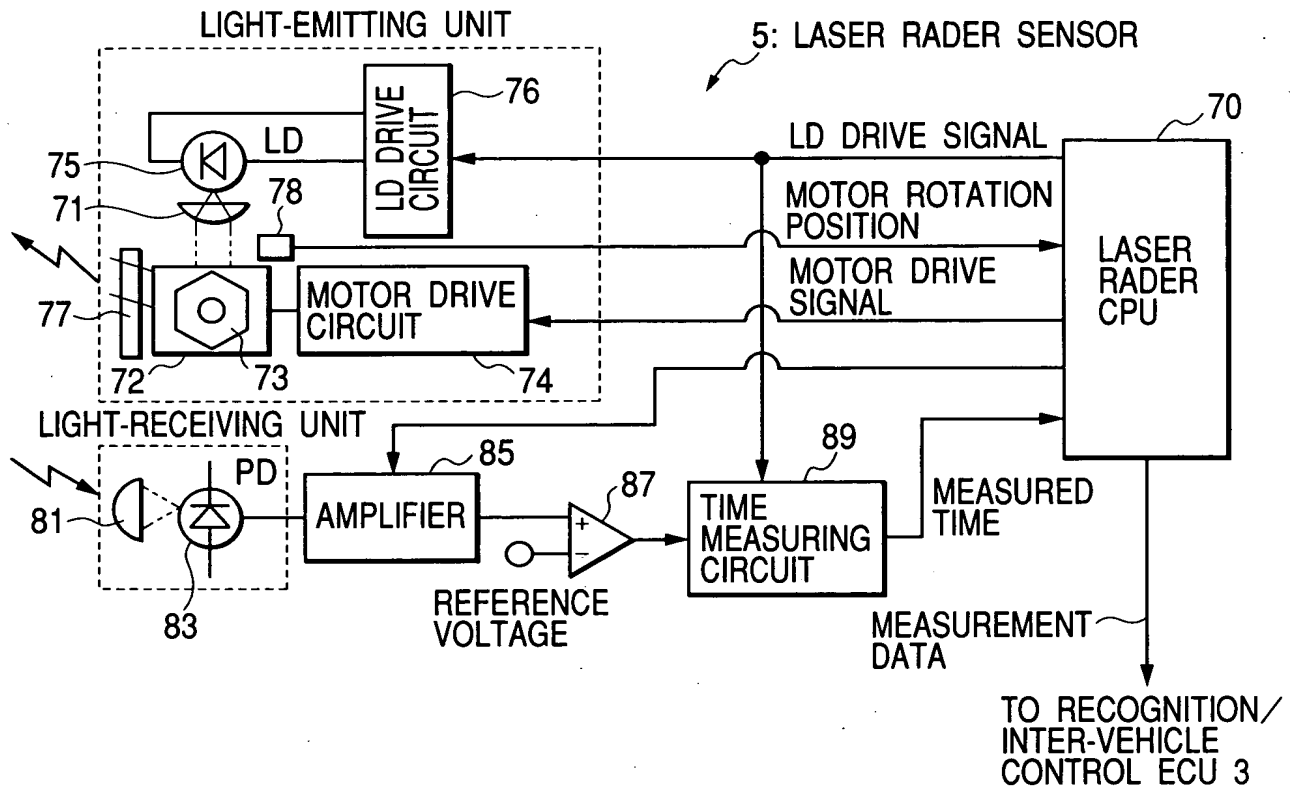 LIGHT-EMITTING UNIT
5: LASER RADER SENSOR
76
70
LD DRIVE
CIRCUIT
LD
75
LD DRIVE SIGNAL
71
78
MOTOR ROTATION
POSITION
LASER
RADER
CPU
MOTOR DRIVE
SIGNAL
MOTOR DRIVE
CIRCUIT
77
72
73
74
LIGHT-RECEIVING UNIT
PD
85
89
87
81
AMPLIFIER
+
−
TIME
MEASURING
CIRCUIT
MEASURED
TIME
83
REFERENCE
VOLTAGE
MEASUREMENT
DATA
TO RECOGNITION/
INTER-VEHICLE
CONTROL ECU 3